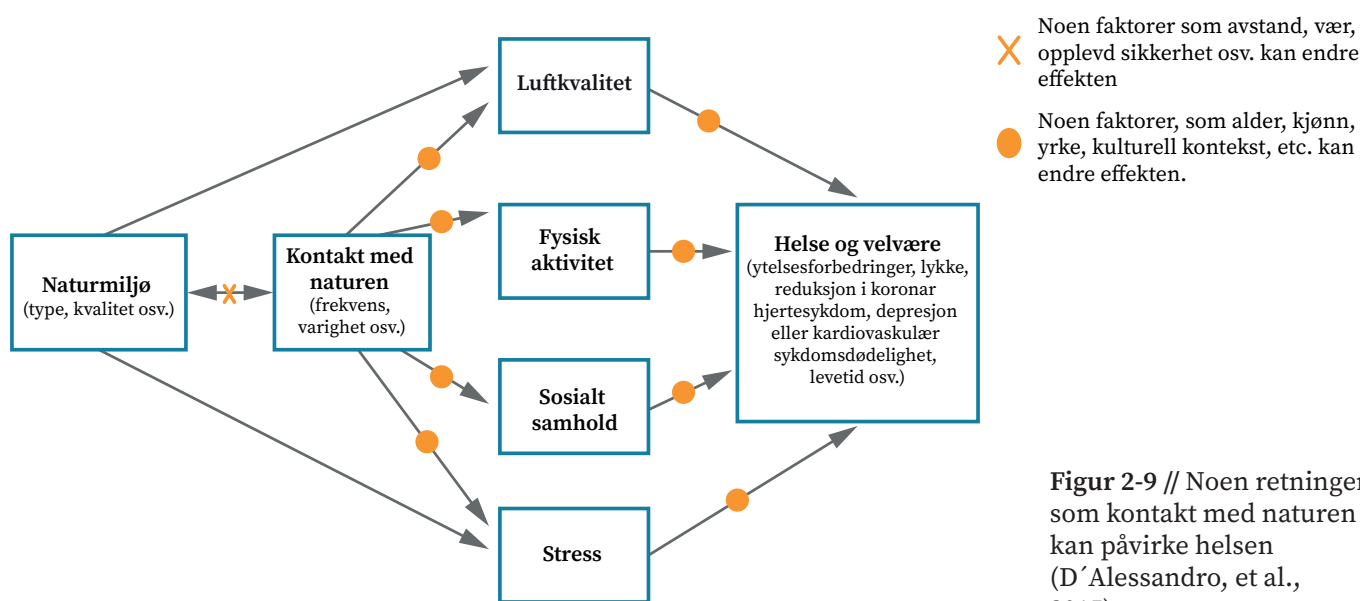 Noen faktorer som avstand, vær,
opplevd sikkerhet osv. kan endre
effekten
Noen faktorer, som alder, kjønn,
yrke, kulturell kontekst, etc. kan
endre effekten.
Luftkvalitet
Naturmiljø
(type, kvalitet osv.)
Kontakt med
naturen
(frekvens,
varighet osv.)
Fysisk
aktivitet
Sosialt
samhold
Stress
Helse og velvære
(ytelsesforbedringer, lykke,
reduksjon i koronar
hjertesykdom, depresjon
eller kardiovaskulær
sykdomsdødelighet,
levetid osv.)
Figur 2-9 // Noen retninger
som kontakt med naturen
kan påvirke helsen
(D´Alessandro, et al.,